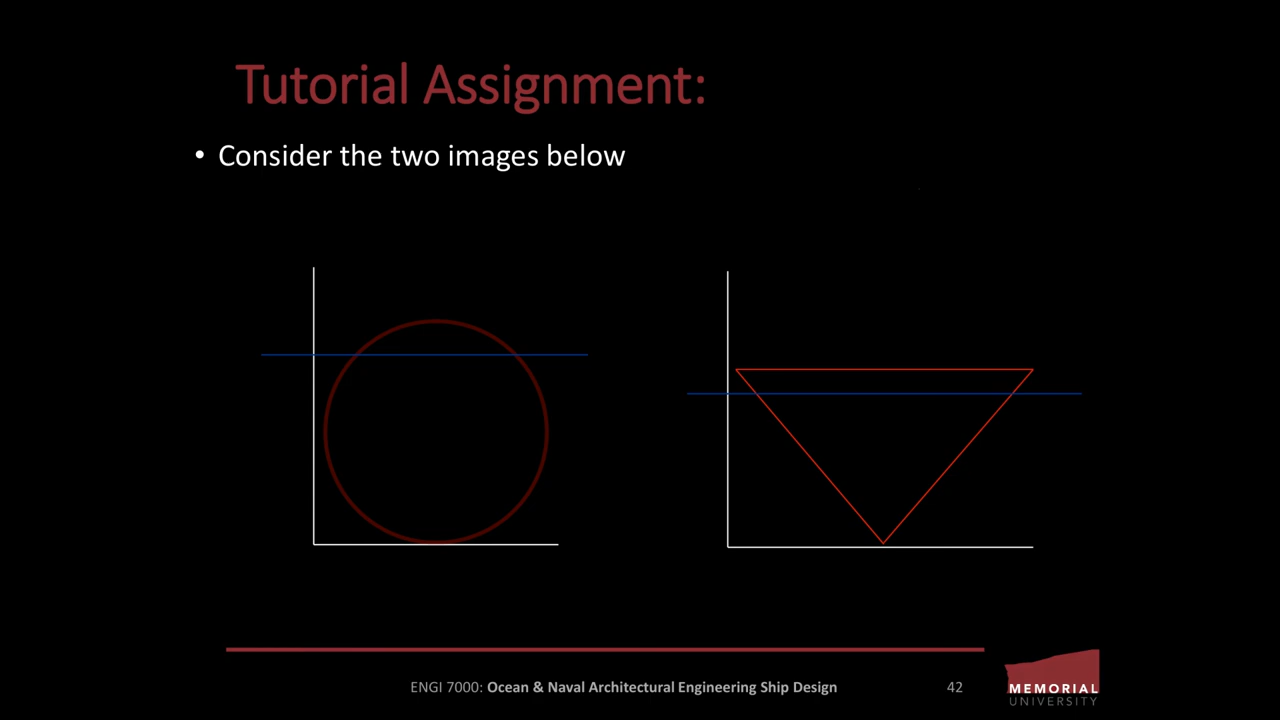 Tutorial Assignment:
• Consider the two images below
ENGI 7000: Ocean & Naval Architectural Engineering Ship Design
42
MEMORIAL
UNIVERSITY